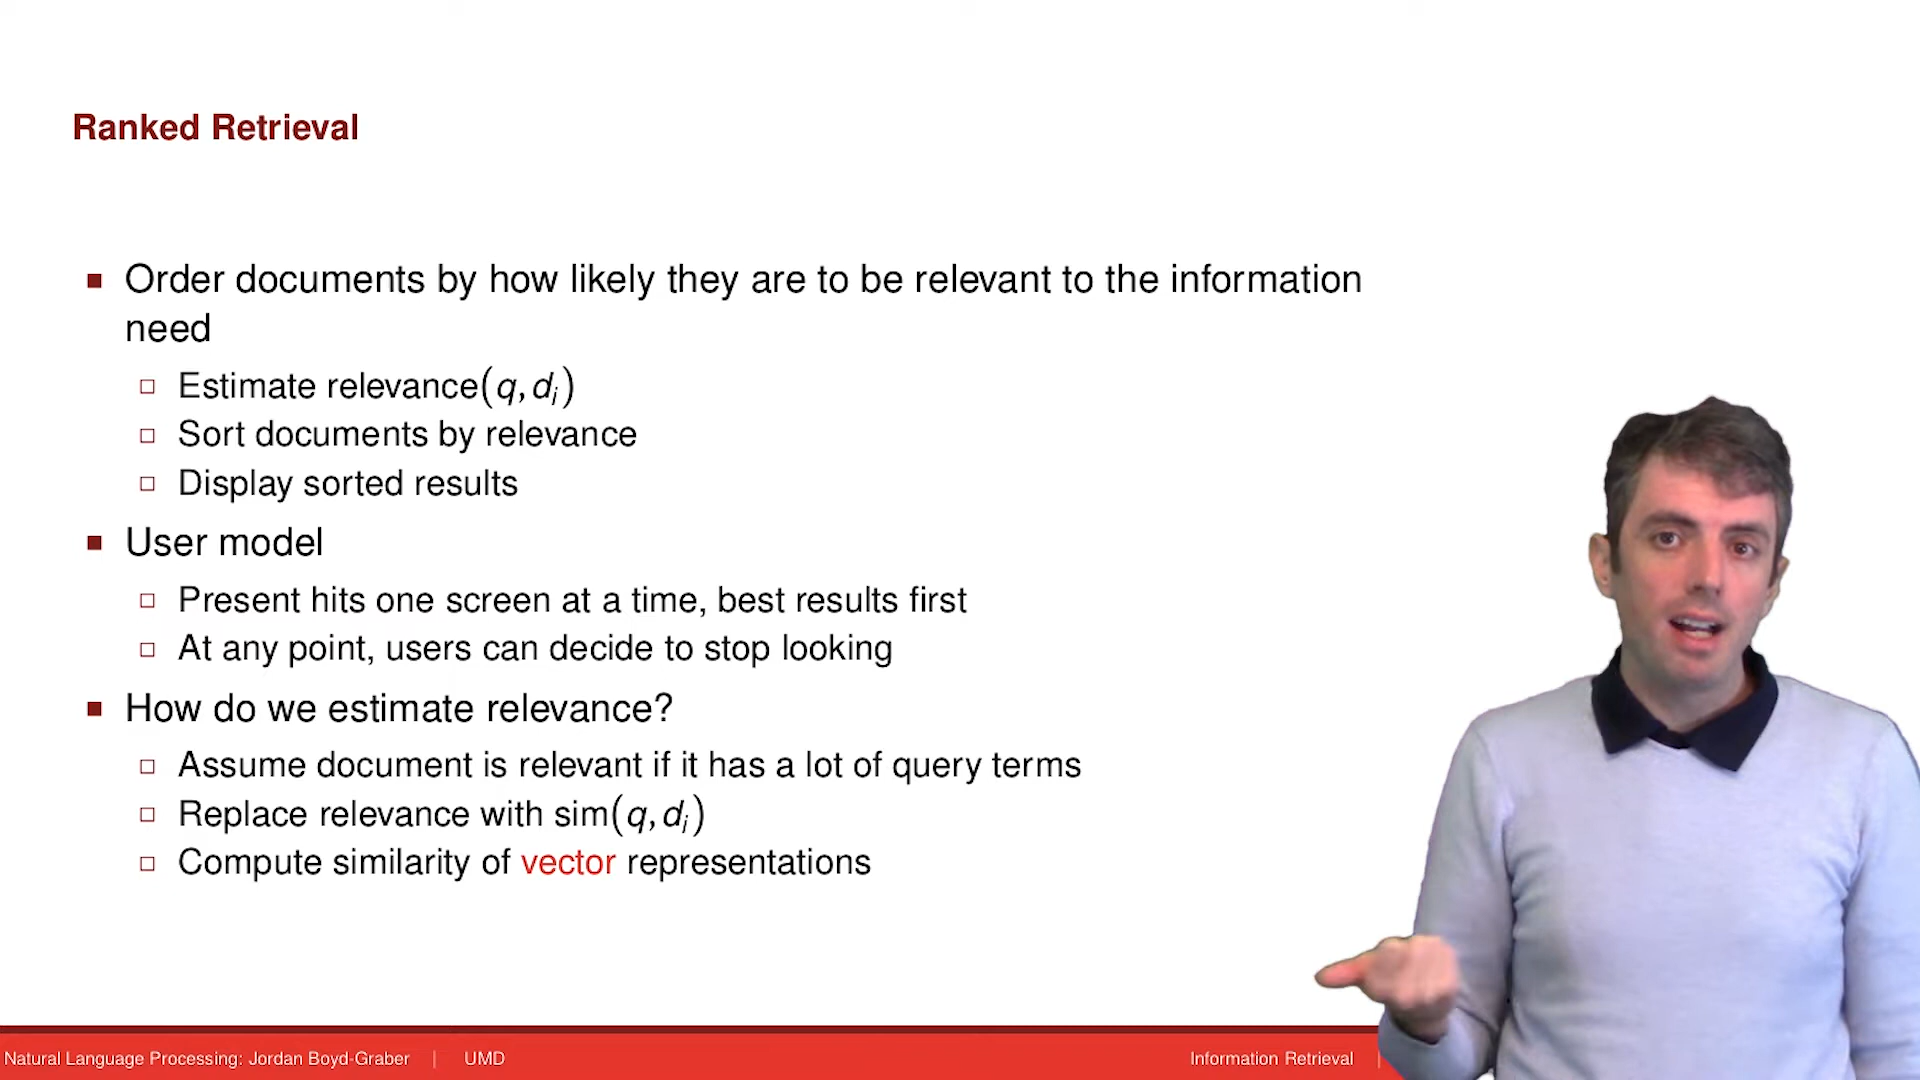 Ranked Retrieval
Order documents by how likely they are to be relevant to the information
need
Estimate relevance(q, dᵢ)
Sort documents by relevance
Display sorted results
User model
Present hits one screen at a time, best results first
At any point, users can decide to stop looking
How do we estimate relevance?
Assume document is relevant if it has a lot of query terms
Replace relevance with sim(q, dᵢ)
Compute similarity of vector representations
Natural Language Processing: Jordan Boyd-Graber | UMD
Information Retrieval |